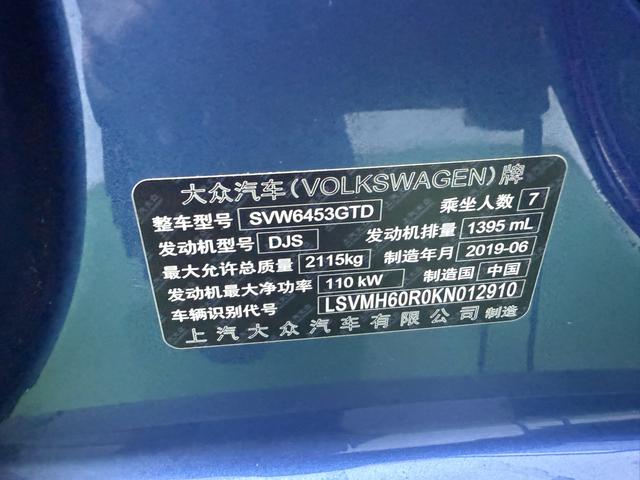 大众汽车(VOLKSWAGEN)牌
整车型号 SVW6453GTD 乘坐人数 7
发动机型号 DJS 发动机排量 1395 mL
最大允许总质量 2115kg 制造年月 2019-06
发动机最大净功率 110 kW 制造国 中国
车辆识别代号 LSVMH60R0KN012910
上汽大众汽车有限公司 制造